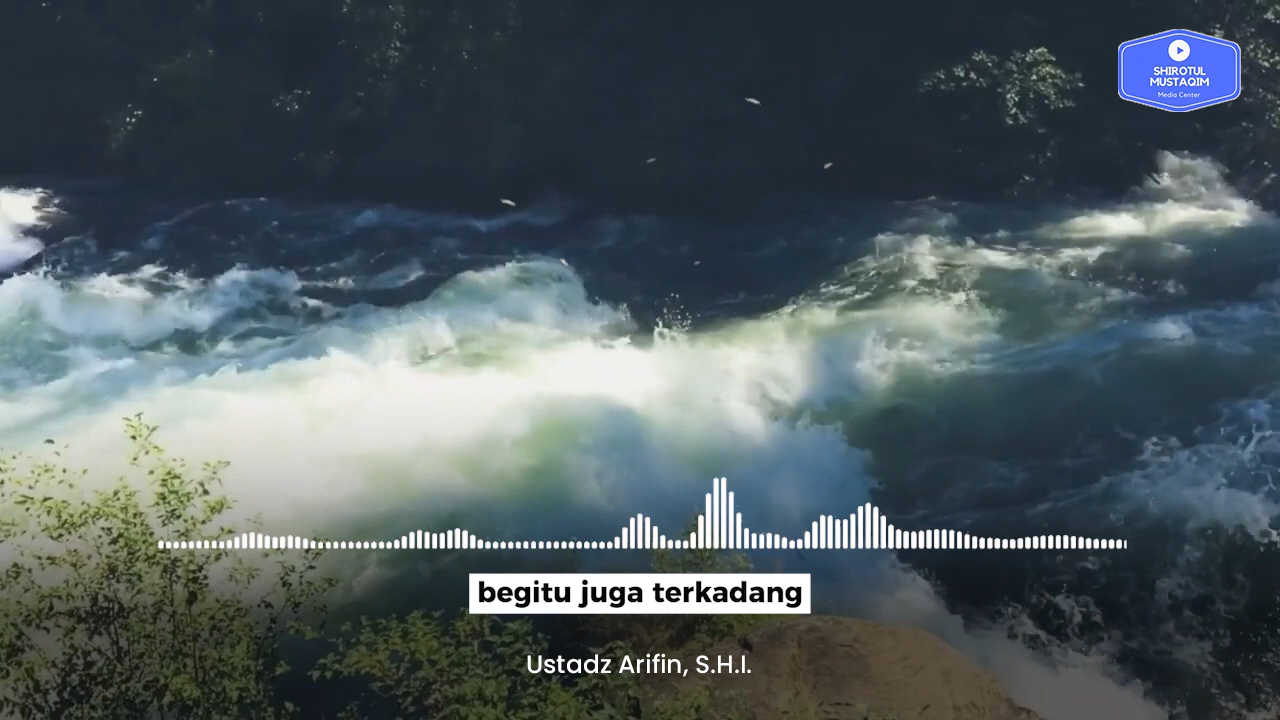 SHIROTUL
MUSTAQIM
Media Center
begitu juga terkadang
Ustadz Arifin, S.H.I.